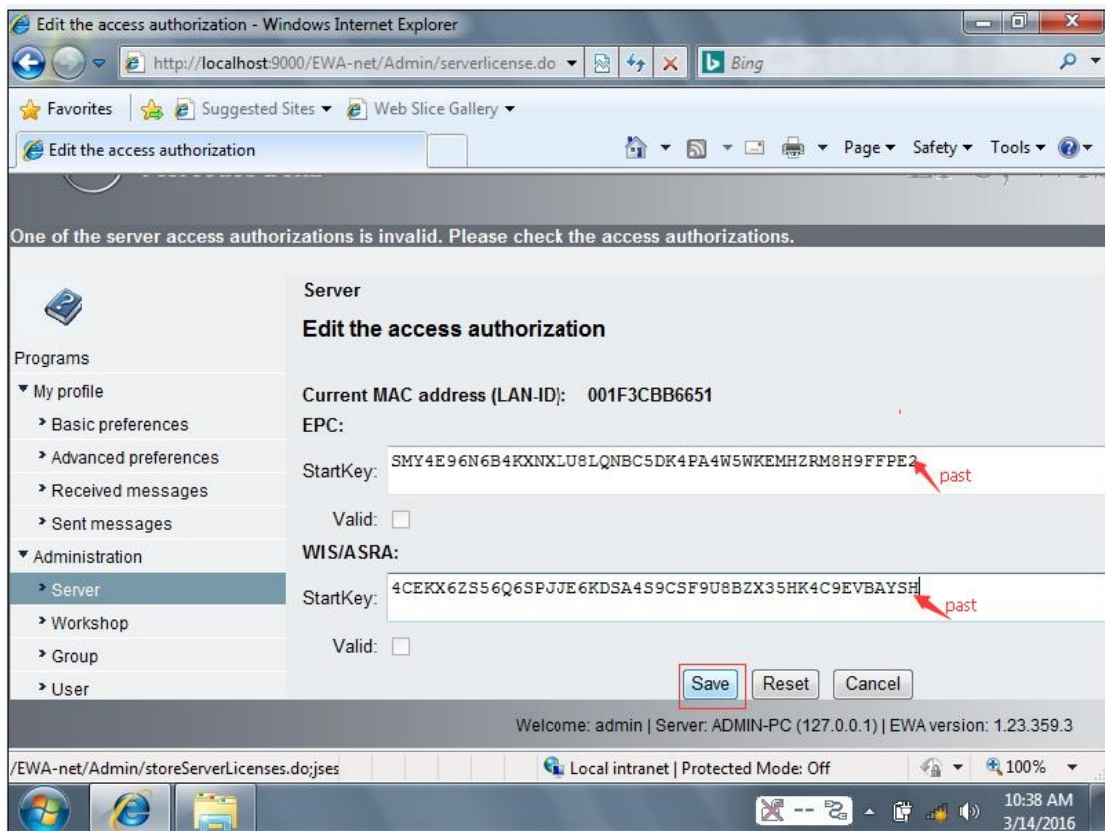 Edit the access authorization - Windows Internet Explorer
http://localhost:9000/EWA-net/Admin/serverlicense.do
Bing
Favorites Suggested Sites Web Slice Gallery
Edit the access authorization Page Safety Tools
One of the server access authorizations is invalid. Please check the access authorizations.
Server
Edit the access authorization
Programs
My profile
Basic preferences
Advanced preferences
Received messages
Sent messages
Administration
Server
Workshop
Group
User
Current MAC address (LAN-ID): 001F3CBB6651
EPC:
StartKey: SMY4E96N6B4KXNXLU8LQNBC5DK4PA4W5WKEMHZRM8H9FFPE2
past
Valid:
WIS/ASRA:
StartKey: 4CEKX6ZS56Q6SPJJE6KDSA4S9CSF9U8BZX35HK4C9EVBAYSH
past
Valid:
Save Reset Cancel
Welcome: admin | Server: ADMIN-PC (127.0.0.1) | EWA version: 1.23.359.3
/EWA-net/Admin/storeServerLicenses.do;jses
Local intranet | Protected Mode: Off
100%
10:38 AM
3/14/2016